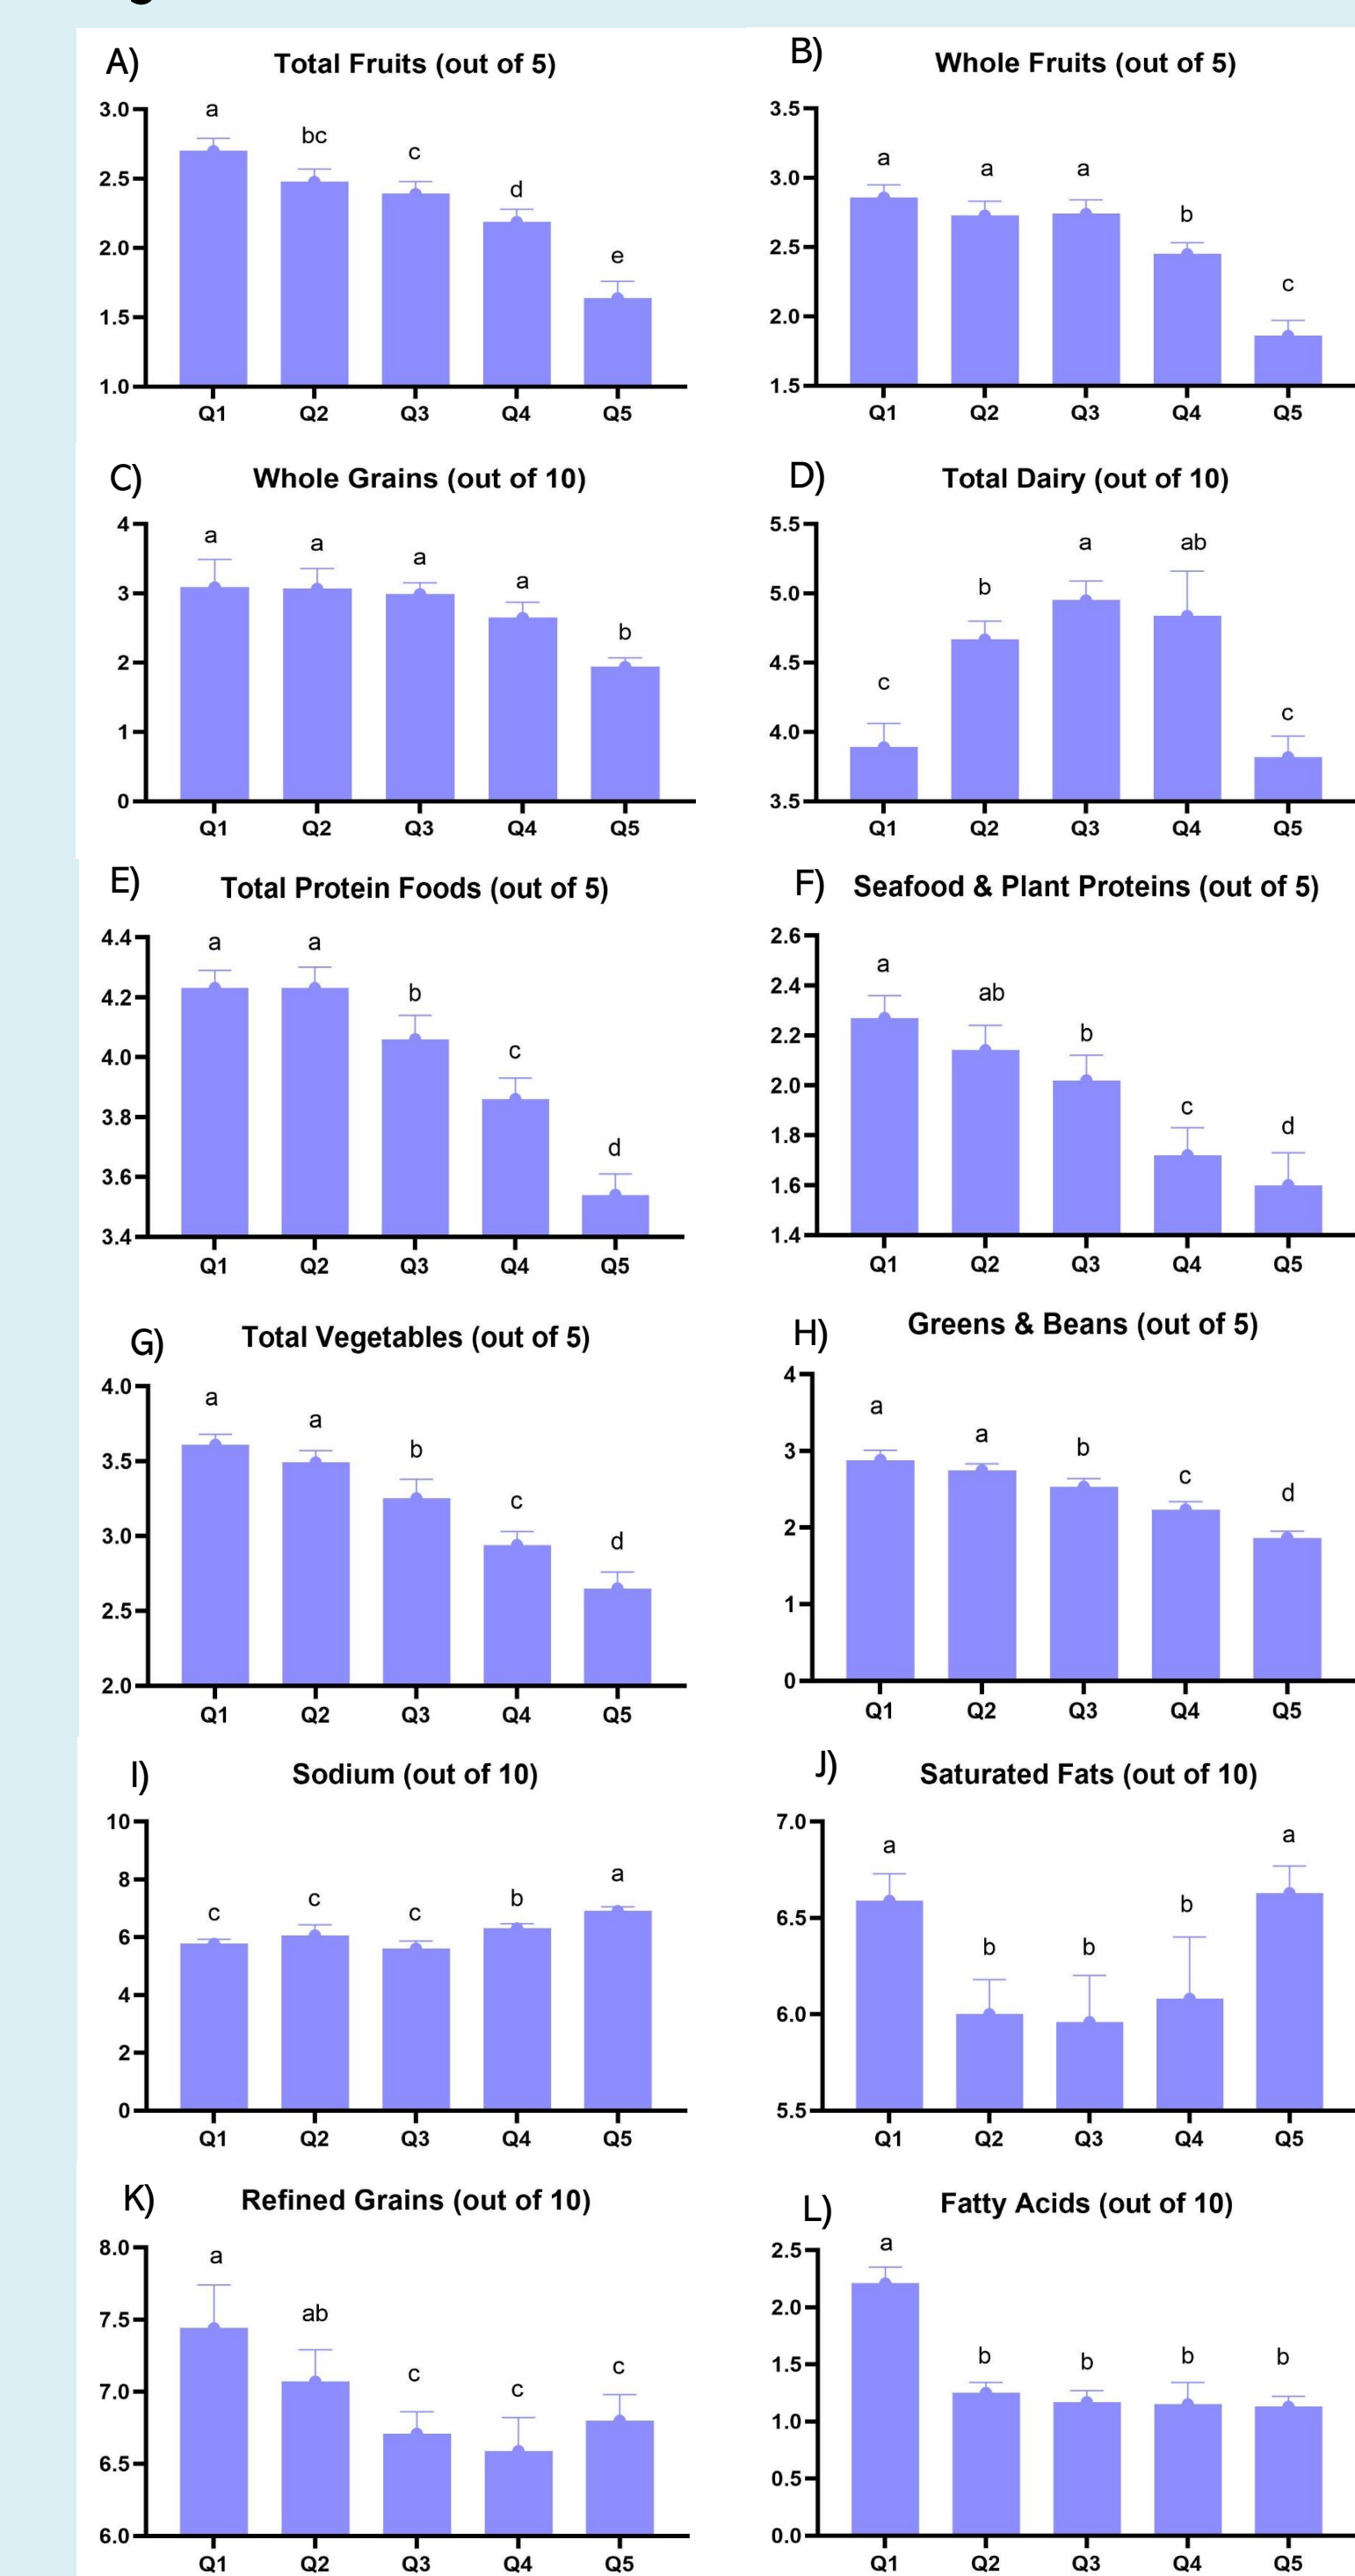 A)
Total Fruits (out of 5)
3.0
2.5
2.0
1.5
1.0
a
bc
c
d
e
Q1 Q2 Q3 Q4 Q5
B)
Whole Fruits (out of 5)
3.5
3.0
2.5
2.0
1.5
a
a
a
b
c
Q1 Q2 Q3 Q4 Q5
C)
Whole Grains (out of 10)
4
3
2
1
0
a
a
a
a
b
Q1 Q2 Q3 Q4 Q5
D)
Total Dairy (out of 10)
5.5
5.0
4.5
4.0
3.5
c
b
a
ab
c
Q1 Q2 Q3 Q4 Q5
E)
Total Protein Foods (out of 5)
4.4
4.2
4.0
3.8
3.6
3.4
a
a
b
c
d
Q1 Q2 Q3 Q4 Q5
F)
Seafood & Plant Proteins (out of 5)
2.6
2.4
2.2
2.0
1.8
1.6
1.4
a
ab
b
c
d
Q1 Q2 Q3 Q4 Q5
G)
Total Vegetables (out of 5)
4.0
3.5
3.0
2.5
2.0
a
a
b
c
d
Q1 Q2 Q3 Q4 Q5
H)
Greens & Beans (out of 5)
4
3
2
1
0
a
a
b
c
d
Q1 Q2 Q3 Q4 Q5
I)
Sodium (out of 10)
10
8
6
4
2
0
c
c
c
b
a
Q1 Q2 Q3 Q4 Q5
J)
Saturated Fats (out of 10)
7.0
6.5
6.0
5.5
a
b
b
b
a
Q1 Q2 Q3 Q4 Q5
K)
Refined Grains (out of 10)
8.0
7.5
7.0
6.5
6.0
a
ab
c
c
c
Q1 Q2 Q3 Q4 Q5
L)
Fatty Acids (out of 10)
2.5
2.0
1.5
1.0
0.5
0.0
a
b
b
b
b
Q1 Q2 Q3 Q4 Q5